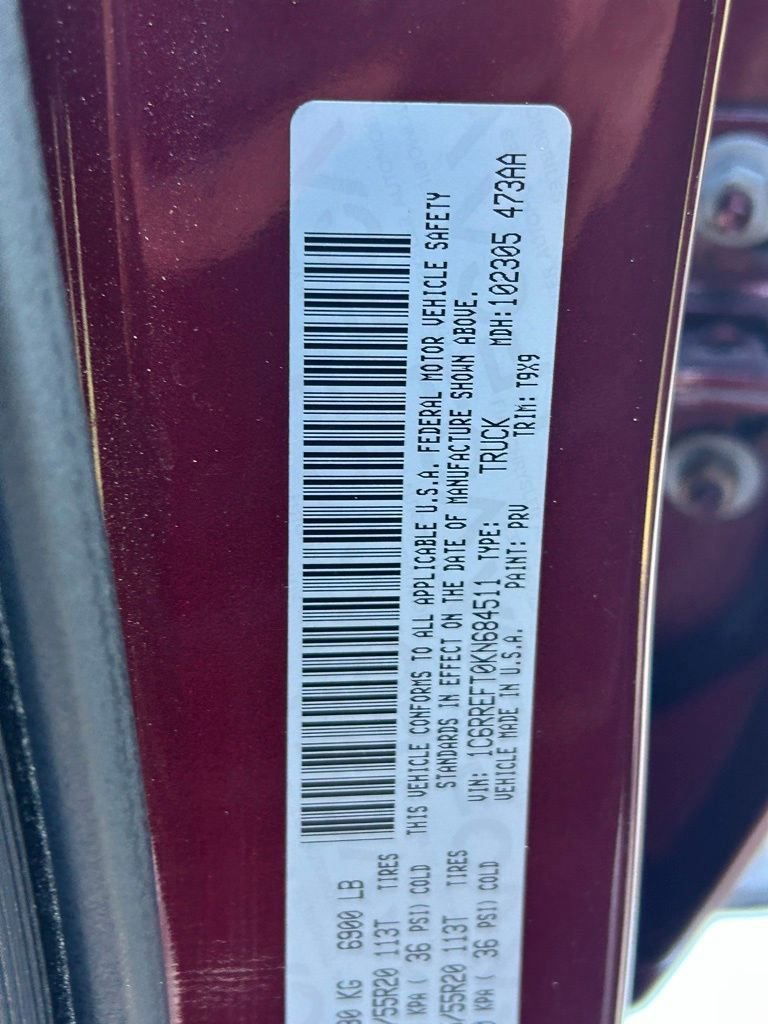 30 KG 6900 LB
/55R20 113T TIRES
KPA ( 36 PSI) COLD
/55R20 113T TIRES
KPA ( 36 PSI) COLD
THIS VEHICLE CONFORMS TO ALL APPLICABLE U.S.A. FEDERAL MOTOR VEHICLE SAFETY
STANDARDS IN EFFECT ON THE DATE OF MANUFACTURE SHOWN ABOVE.
VIN: 1C6RREFT0KN684511 TYPE: TRUCK MDH:102305 473AA
VEHICLE MADE IN U.S.A. PAINT: PRV TRIM: T9X9